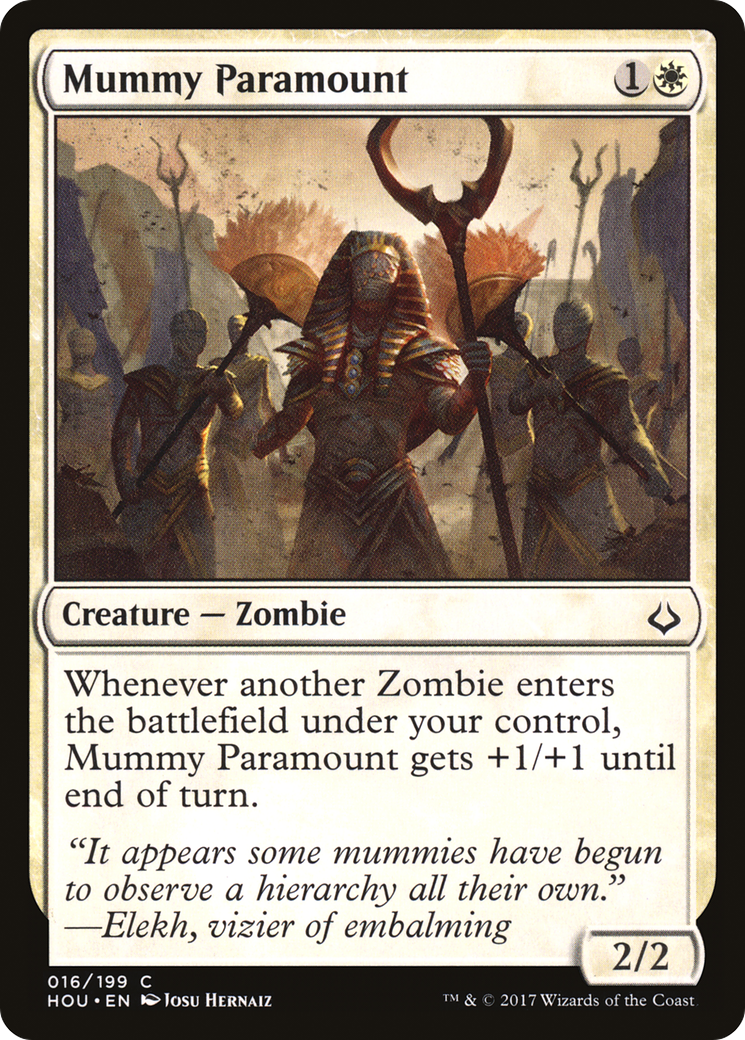 Mummy Paramount 1
Creature — Zombie
Whenever another Zombie enters
the battlefield under your control,
Mummy Paramount gets +1/+1 until
end of turn.
“It appears some mummies have begun
to observe a hierarchy all their own.”
—Elekh, vizier of embalming
2/2
016/199 C
HOU • EN Josu Hernaiz
™ & © 2017 Wizards of the Coast